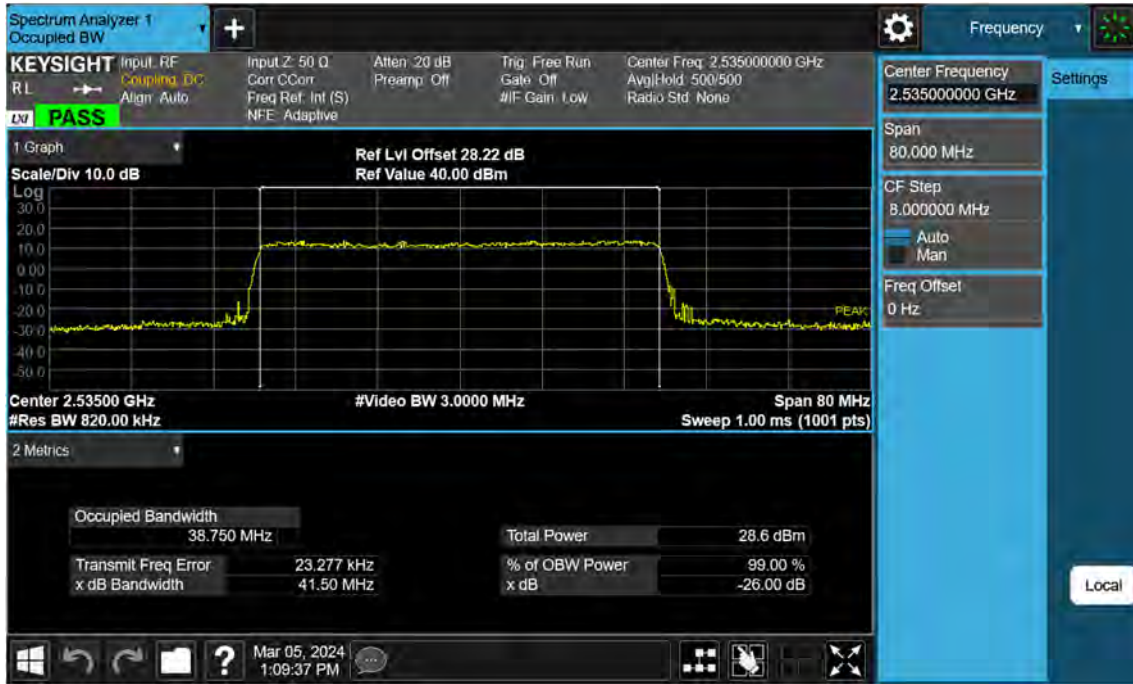 Spectrum Analyzer 1
Occupied BW
+
Frequency
KEYSIGHT
RL
LXI PASS
Input: RF
Coupling: DC
Align: Auto
Input Z: 50 Ω
Corr CCorr
Freq Ref: Int (S)
NFE: Adaptive
Atten: 20 dB
Preamp: Off
Trig: Free Run
Gate: Off
#IF Gain: Low
Center Freq: 2.535000000 GHz
Avg|Hold: 500/500
Radio Std: None
1 Graph
Scale/Div 10.0 dB
Ref Lvl Offset 28.22 dB
Ref Value 40.00 dBm
Log
30.0
20.0
10.0
0.00
-10.0
-20.0
-30.0
-40.0
-50.0
PEAK
Center 2.53500 GHz
#Video BW 3.0000 MHz
Span 80 MHz
#Res BW 820.00 kHz
Sweep 1.00 ms (1001 pts)
2 Metrics
Occupied Bandwidth
38.750 MHz
Total Power 28.6 dBm
Transmit Freq Error 23.277 kHz
% of OBW Power 99.00 %
x dB Bandwidth 41.50 MHz
x dB -26.00 dB
Center Frequency
2.535000000 GHz
Settings
Span
80.000 MHz
CF Step
8.000000 MHz
Auto
Man
Freq Offset
0 Hz
Local
?
Mar 05, 2024
1:09:37 PM